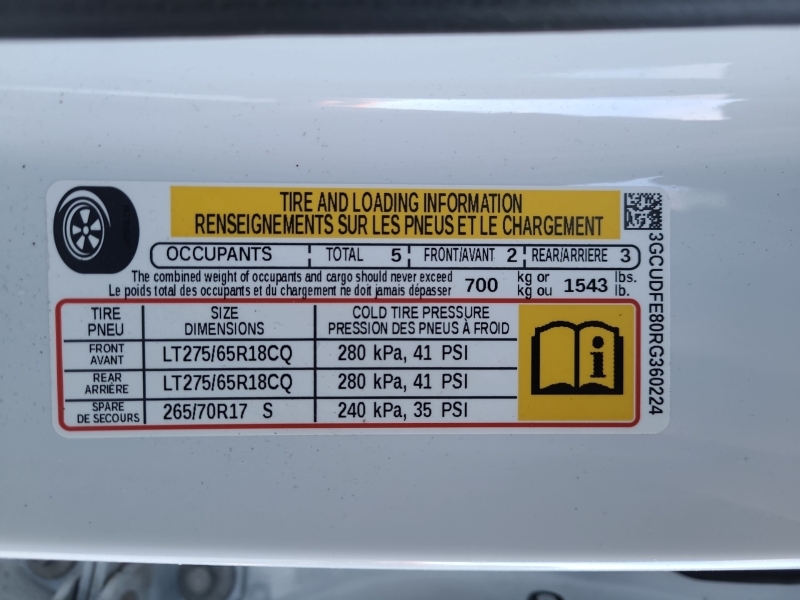 TIRE AND LOADING INFORMATION
RENSEIGNEMENTS SUR LES PNEUS ET LE CHARGEMENT
OCCUPANTS TOTAL 5 FRONT/AVANT 2 REAR/ARRIERE 3
The combined weight of occupants and cargo should never exceed 700 kg or 1543 lbs.
Le poids total des occupants et du chargement ne doit jamais dépasser kg ou lb.
TIRE SIZE COLD TIRE PRESSURE
PNEU DIMENSIONS PRESSION DES PNEUS À FROID
FRONT
AVANT LT275/65R18CQ 280 kPa, 41 PSI
REAR
ARRIÈRE LT275/65R18CQ 280 kPa, 41 PSI
SPARE
DE SECOURS 265/70R17 S 240 kPa, 35 PSI
i
3GCUDFE80RG360224